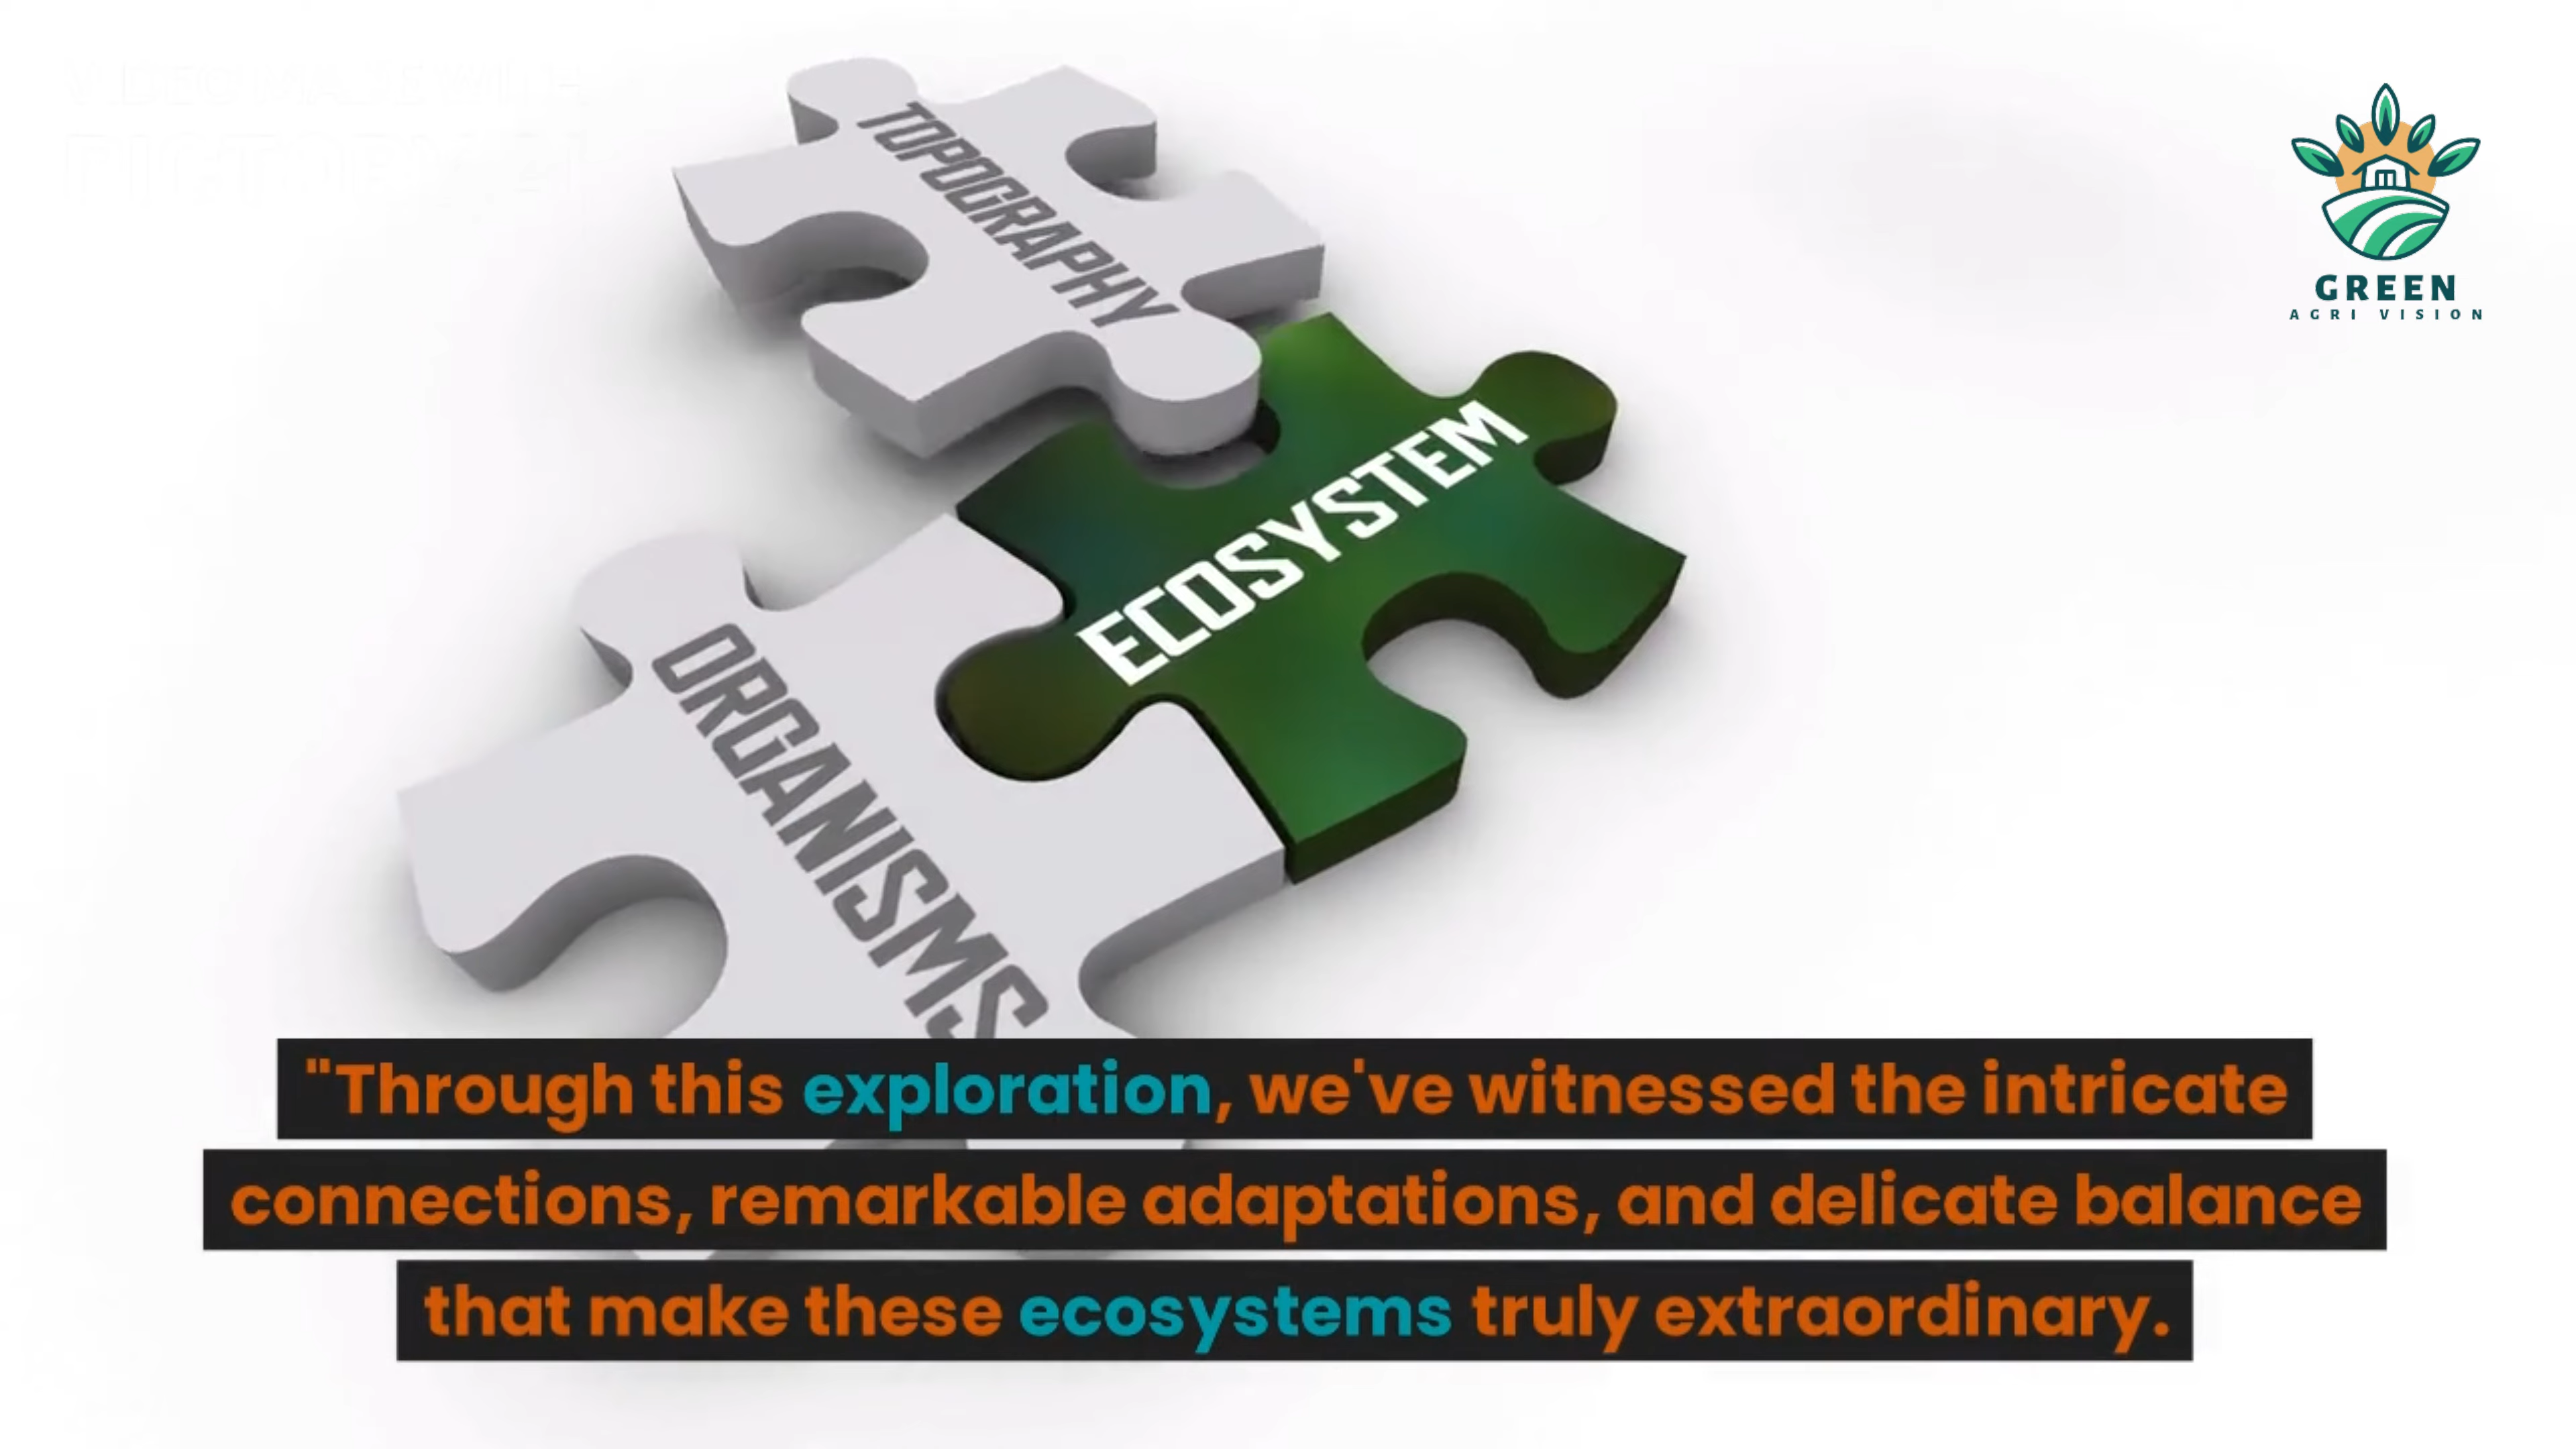 TOPOGRAPHY
GREEN
AGRI VISION
ECOSYSTEM
ORGANISMS
"Through this exploration, we've witnessed the intricate
connections, remarkable adaptations, and delicate balance
that make these ecosystems truly extraordinary.